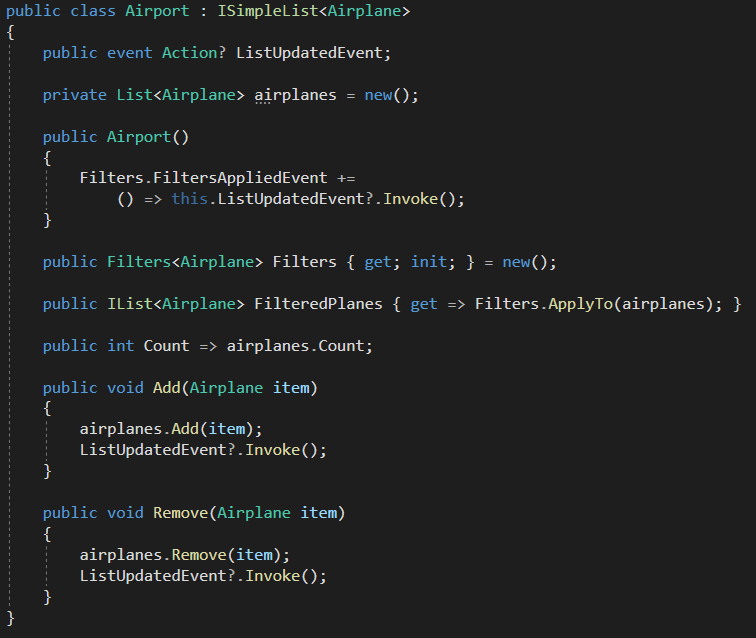 public class Airport : ISimpleList<Airplane>
{
    public event Action? ListUpdatedEvent;

    private List<Airplane> airplanes = new();

    public Airport()
    {
        Filters.FiltersAppliedEvent +=
            () => this.ListUpdatedEvent?.Invoke();
    }

    public Filters<Airplane> Filters { get; init; } = new();

    public IList<Airplane> FilteredPlanes { get => Filters.ApplyTo(airplanes); }

    public int Count => airplanes.Count;

    public void Add(Airplane item)
    {
        airplanes.Add(item);
        ListUpdatedEvent?.Invoke();
    }

    public void Remove(Airplane item)
    {
        airplanes.Remove(item);
        ListUpdatedEvent?.Invoke();
    }
}